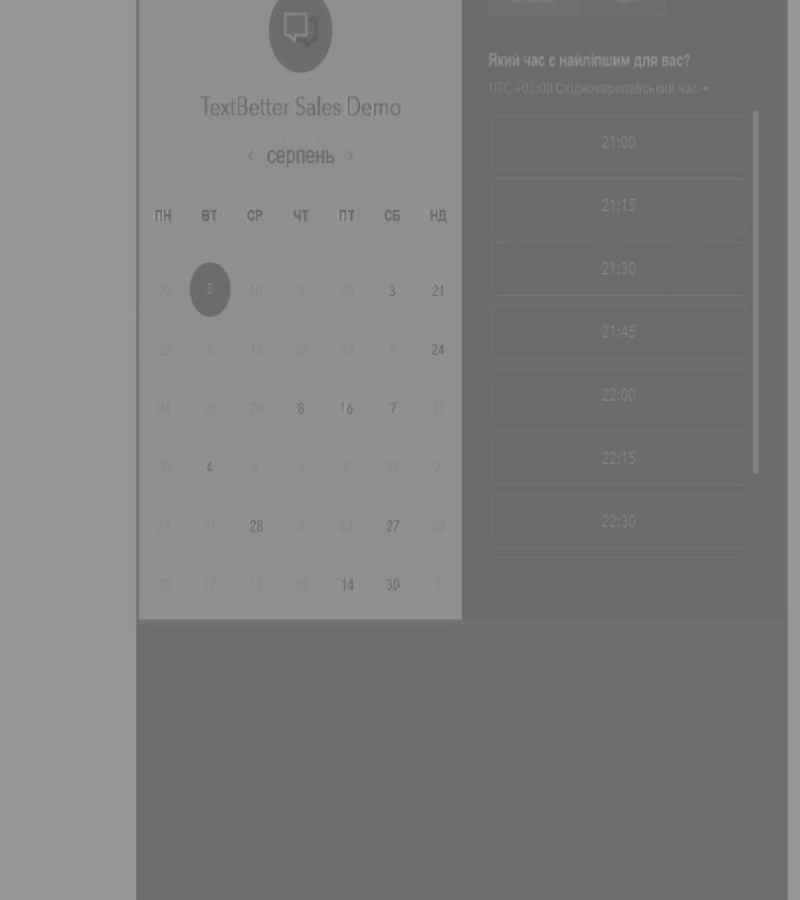 TextBetter Sales Demo
‹ серпень ›
ПН ВТ СР ЧТ ПТ СБ НД
20 8 10 8 20 3 21
22 8 15 28 14 9 24
24 29 20 8 16 7 31
30 4 6 4 8 19 2
23 11 28 4 24 27 20
28 17 15 20 14 30 1
Який час є найліпшим для вас?
UTC +03:00 Східноєвропейський час
21:00
21:15
21:30
21:45
22:00
22:15
22:30